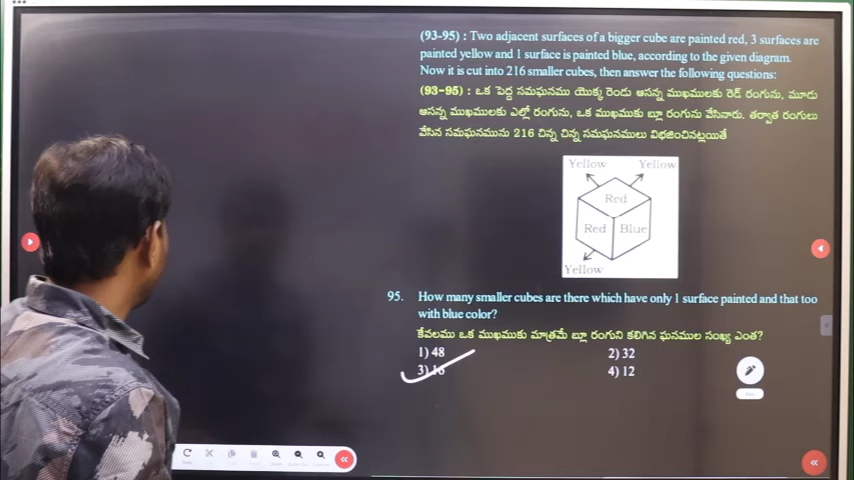 (93-95) : Two adjacent surfaces of a bigger cube are painted red, 3 surfaces are
painted yellow and 1 surface is painted blue, according to the given diagram.
Now it is cut into 216 smaller cubes, then answer the following questions:
(93-95) : ఒక పెద్ద సమఘనము యొక్క రెండు ఆసన్న ముఖములకు రెడ్ రంగును, మూడు
ఆసన్న ముఖములకు ఎల్లో రంగును, ఒక ముఖముకు బ్లూ రంగును వేసినారు. తర్వాత రంగులు
వేసిన సమఘనమును 216 చిన్న చిన్న సమఘనములు విభజించినట్లయితే
Yellow Yellow
Red
Red Blue
Yellow
95. How many smaller cubes are there which have only 1 surface painted and that too
with blue color?
కేవలము ఒక ముఖముకు మాత్రమే బ్లూ రంగుని కలిగిన ఘనముల సంఖ్య ఎంత?
1) 48 2) 32
3) 16 4) 12